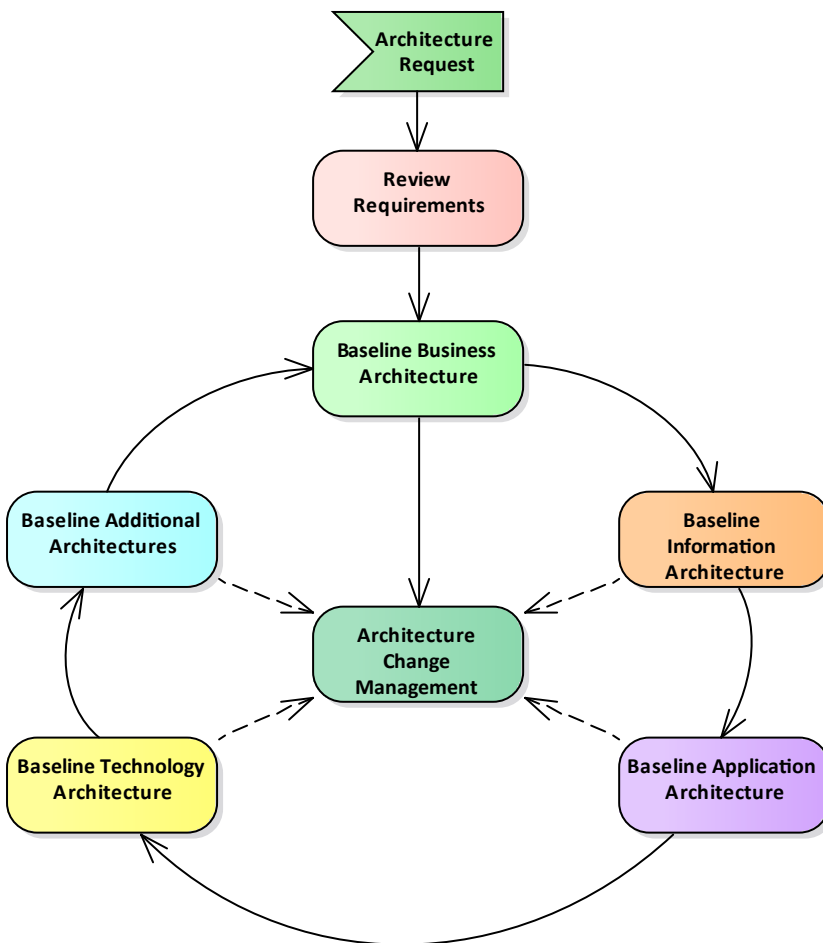 Architecture
Request
Review
Requirements
Baseline Business
Architecture
Baseline Additional
Architectures
Baseline
Information
Architecture
Architecture
Change
Management
Baseline Technology
Architecture
Baseline Application
Architecture